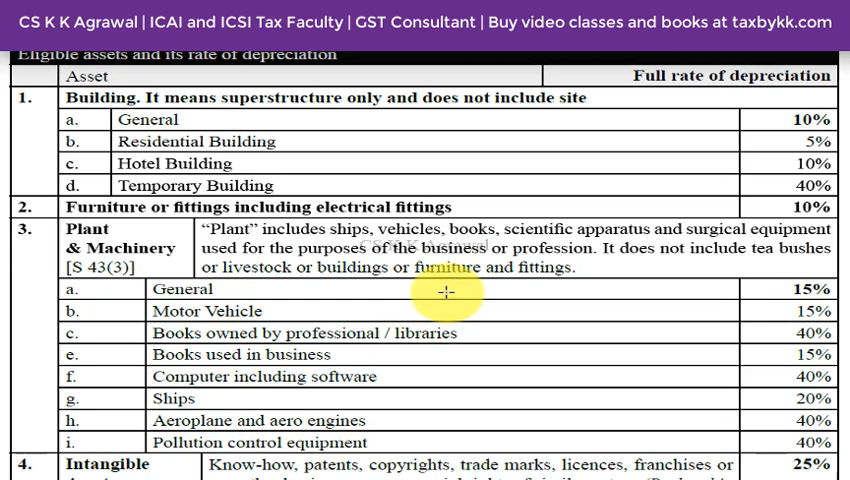 CS K K Agrawal | ICAI and ICSI Tax Faculty | GST Consultant | Buy video classes and books at taxbykk.com
Eligible assets and its rate of depreciation
Asset Full rate of depreciation
1. Building. It means superstructure only and does not include site
a. General 10%
b. Residential Building 5%
c. Hotel Building 10%
d. Temporary Building 40%
2. Furniture or fittings including electrical fittings 10%
3. Plant “Plant” includes ships, vehicles, books, scientific apparatus and surgical equipment
& Machinery used for the purposes of the business or profession. It does not include tea bushes
[S 43(3)] or livestock or buildings or furniture and fittings.
CS K K Agrawal
a. General 15%
b. Motor Vehicle 15%
c. Books owned by professional / libraries 40%
e. Books used in business 15%
f. Computer including software 40%
g. Ships 20%
h. Aeroplane and aero engines 40%
i. Pollution control equipment 40%
4. Intangible Know-how, patents, copyrights, trade marks, licences, franchises or 25%